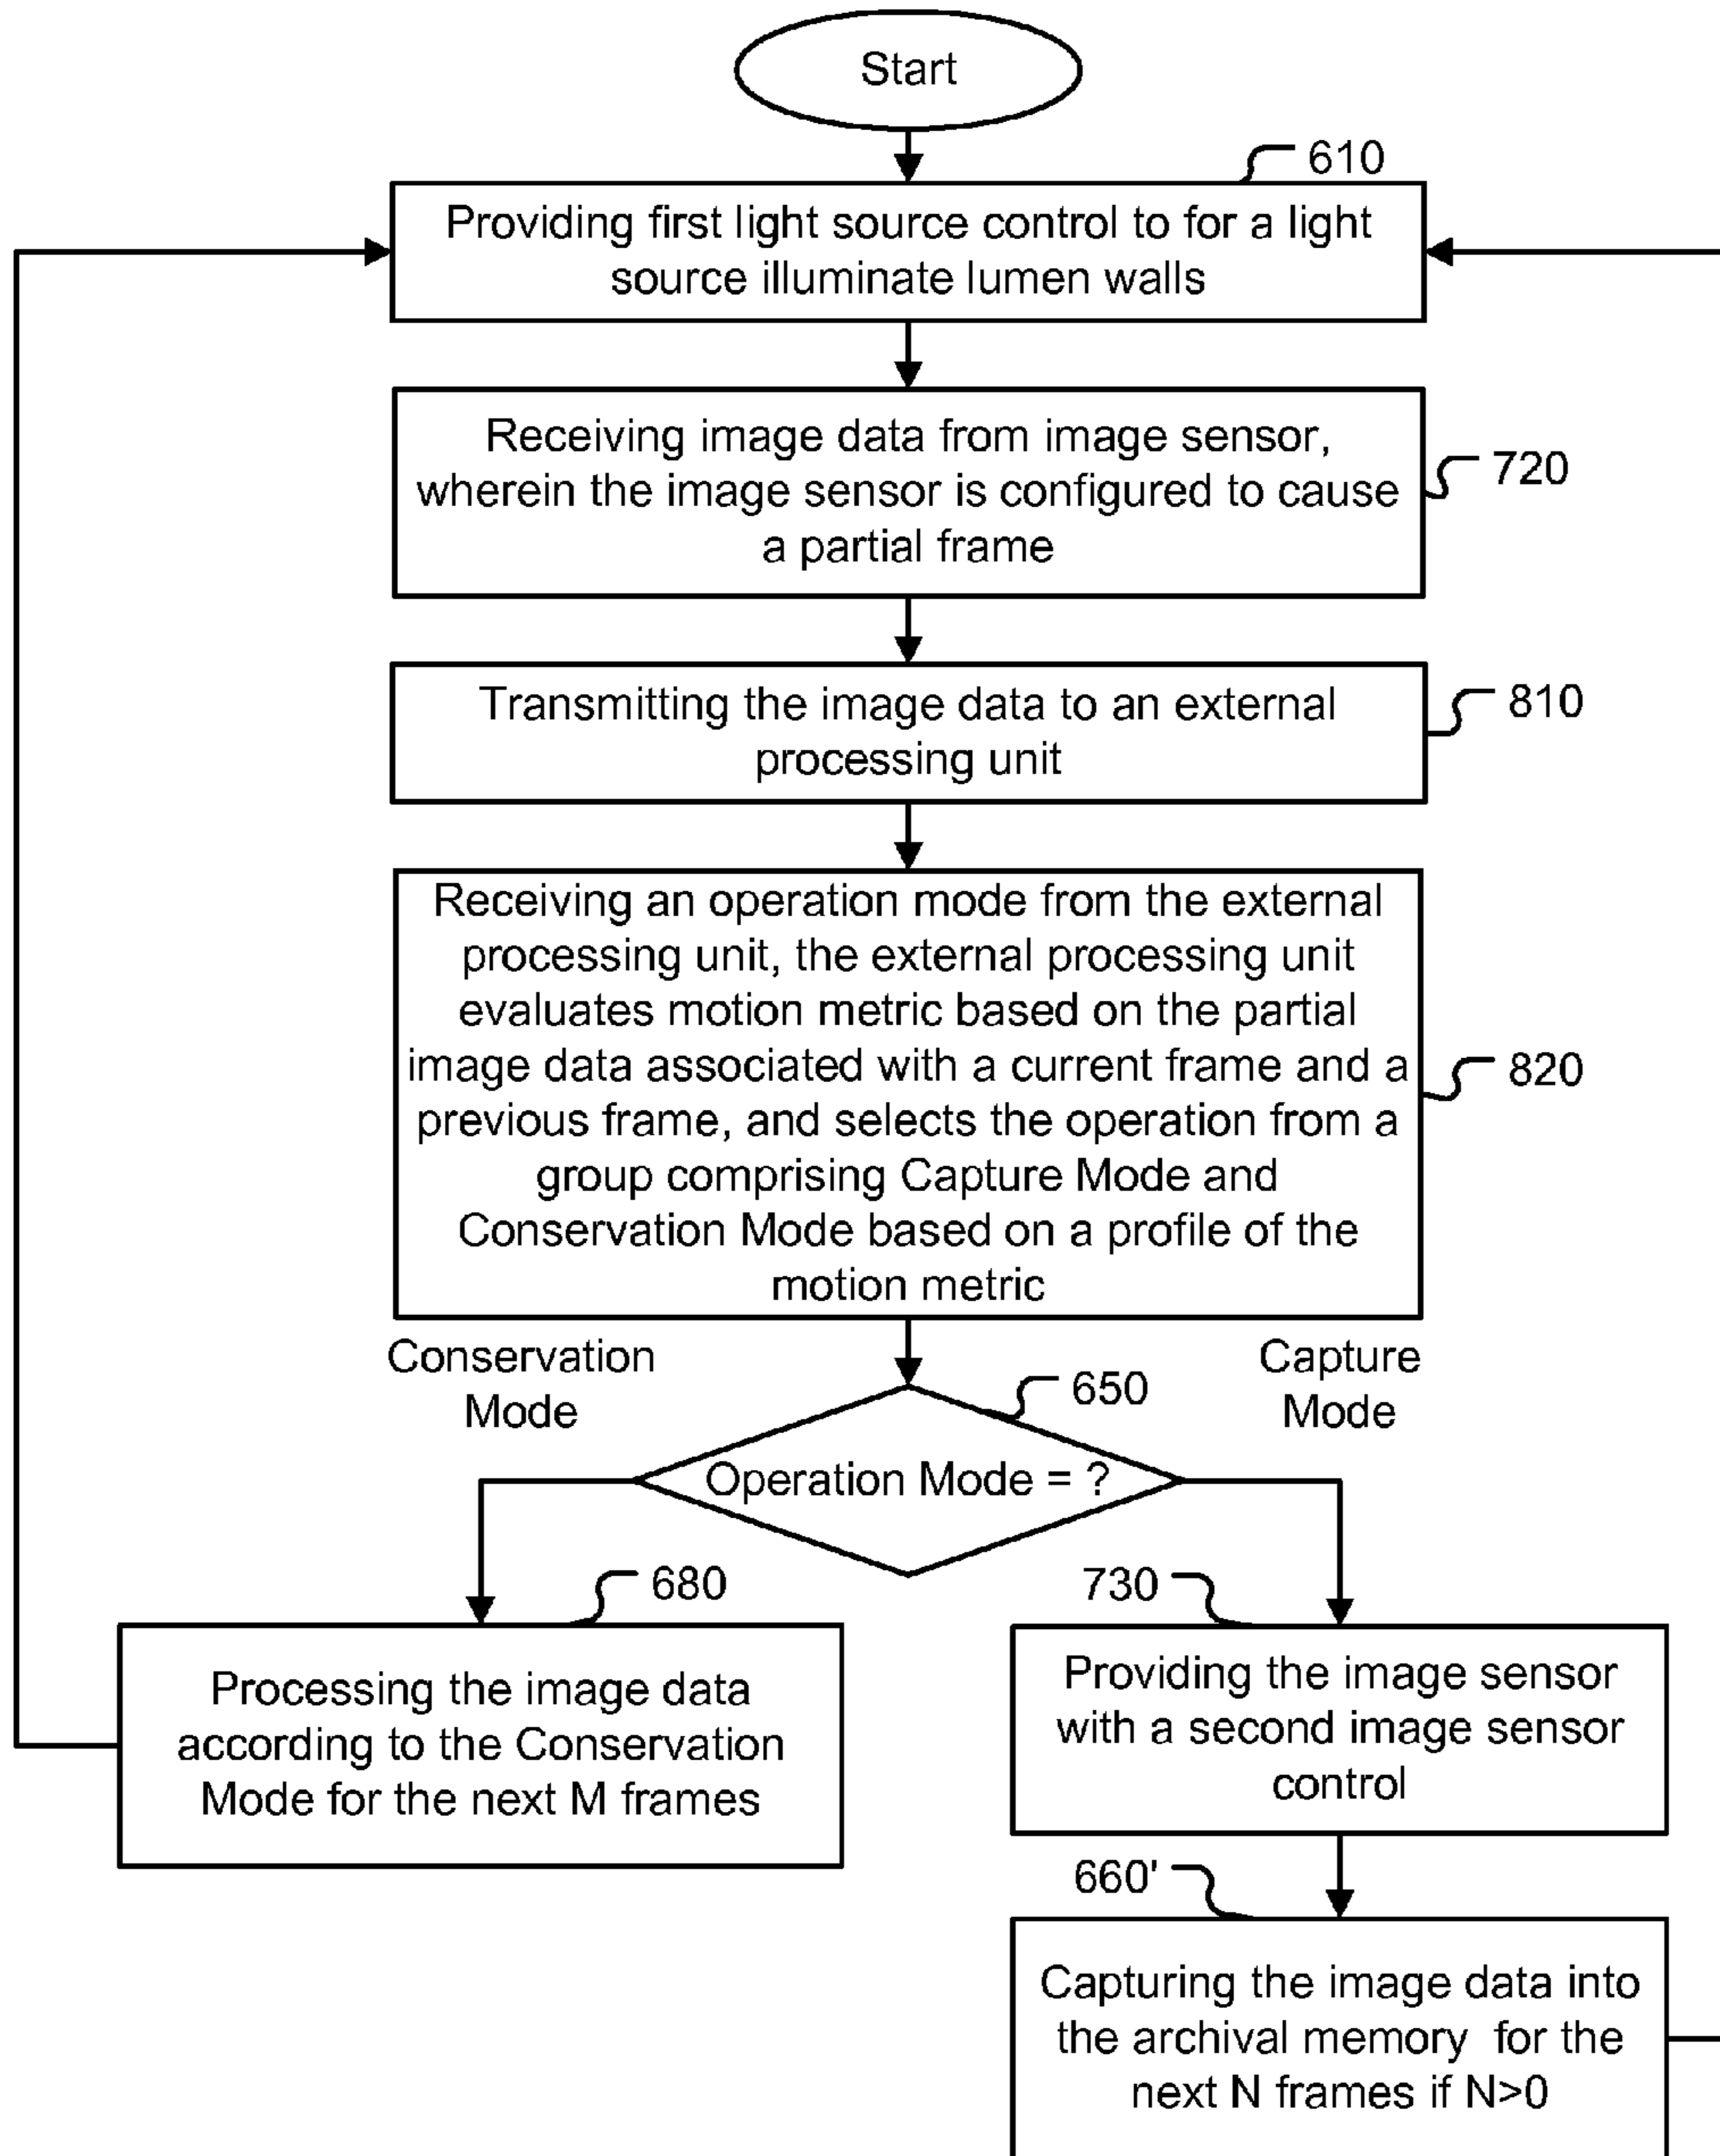 Start
610
Providing first light source control to for a light
source illuminate lumen walls
Receiving image data from image sensor,
wherein the image sensor is configured to cause
a partial frame
720
Transmitting the image data to an external
processing unit
810
Receiving an operation mode from the external
processing unit, the external processing unit
evaluates motion metric based on the partial
image data associated with a current frame and a
previous frame, and selects the operation from a
group comprising Capture Mode and
Conservation Mode based on a profile of the
motion metric
820
Conservation
Mode
Capture
Mode
650
Operation Mode = ?
680
Processing the image data
according to the Conservation
Mode for the next M frames
730
Providing the image sensor
with a second image sensor
control
660'
Capturing the image data into
the archival memory for the
next N frames if N>0